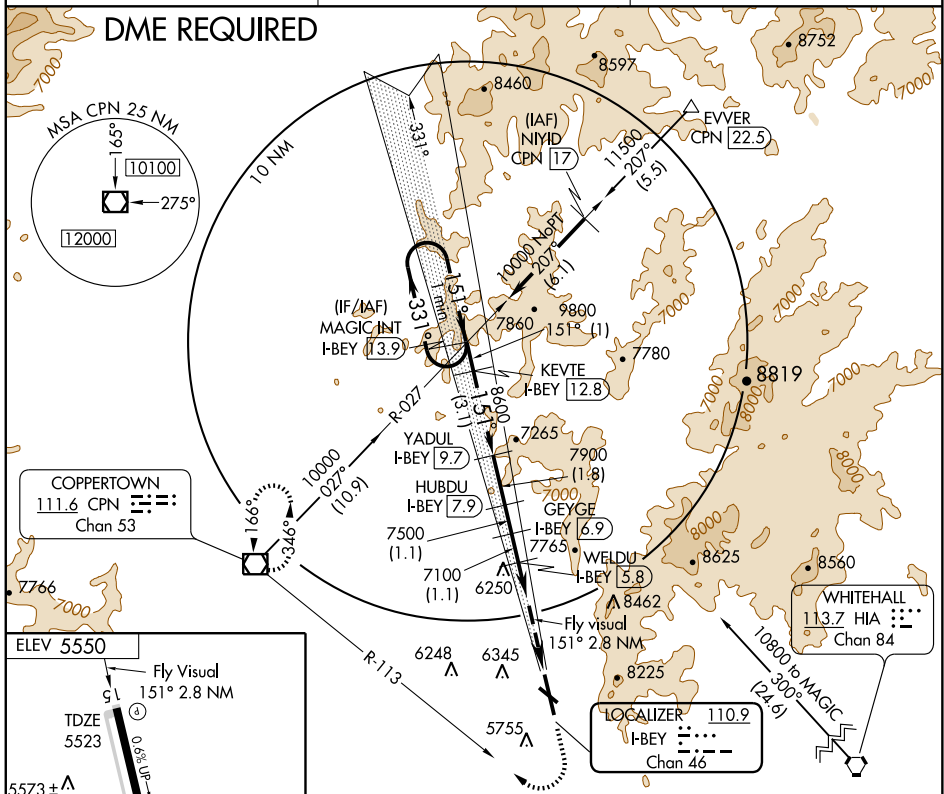 DME REQUIRED
7000
8460
8597
8752
7000
MSA CPN 25 NM
165°
10100
275°
12000
10 NM
331°
(IAF)
NIYID
CPN 17
11500
207°
(5.5)
EVVER
CPN 22.5
10000 NoPT
207°
(6.1)
331°
151°
1 min
(IF/IAF)
MAGIC INT
I-BEY 13.9
7860
9800
151° (1)
7780
7000
KEVTE
I-BEY 12.8
8819
7000
7000
8000
R-027
8600
(3.1)
151°
10000
027°
(10.9)
YADUL
I-BEY 9.7
7265
7900
(1.8)
7000
HUBDU
I-BEY 7.9
GEYGE
I-BEY 6.9
7500
(1.1)
7100
(1.1)
7765
WELDU
I-BEY 5.8
6250
8462
8000
8000
8625
8560
COPPERTOWN
111.6 CPN
Chan 53
166°
346°
7766
7000
Fly visual
151° 2.8 NM
WHITEHALL
113.7 HIA
Chan 84
10800 to MAGIC
300°
(24.6)
R-113
6248
6345
8225
5755
LOCALIZER 110.9
I-BEY
Chan 46
ELEV 5550
Fly Visual
151° 2.8 NM
15
P
TDZE
5523
0.6% UP
5573 ±